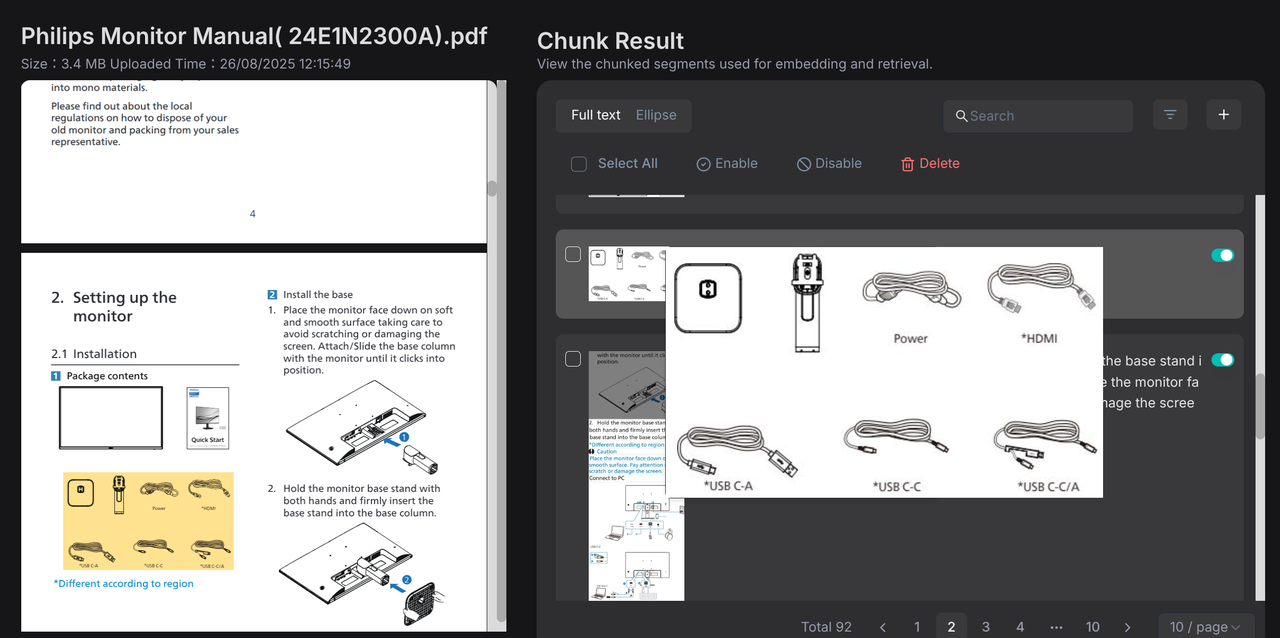 Philips Monitor Manual( 24E1N2300A).pdf
Size：3.4 MB Uploaded Time：26/08/2025 12:15:49
into mono materials.
Please find out about the local
regulations on how to dispose of your
old monitor and packing from your sales
representative.
4
2. Setting up the
monitor
2.1 Installation
1 Package contents
Quick Start
Power
*HDMI
*USB C-A
*USB C-C
*USB C-C/A
*Different according to region
2 Install the base
1. Place the monitor face down on soft
and smooth surface taking care to
avoid scratching or damaging the
screen. Attach/Slide the base column
with the monitor until it clicks into
position.
1
2. Hold the monitor base stand with
both hands and firmly insert the
base stand into the base column.
2
Chunk Result
View the chunked segments used for embedding and retrieval.
Full text
Ellipse
Search
Select All
Enable
Disable
Delete
Power
Power
*HDMI
*USB C-A
*USB C-C
*USB C-C/A
with the monitor until it
position.
2. Hold the monitor base
both hands and firmly insert
base stand into the base
*Different according to region
Caution
Place the monitor face down
smooth surface. Pay attention
scratch or damage the screen.
Connect to PC
the base stand i
the monitor fa
the scree
Total 92
1
2
3
4
•••
10
10 / page